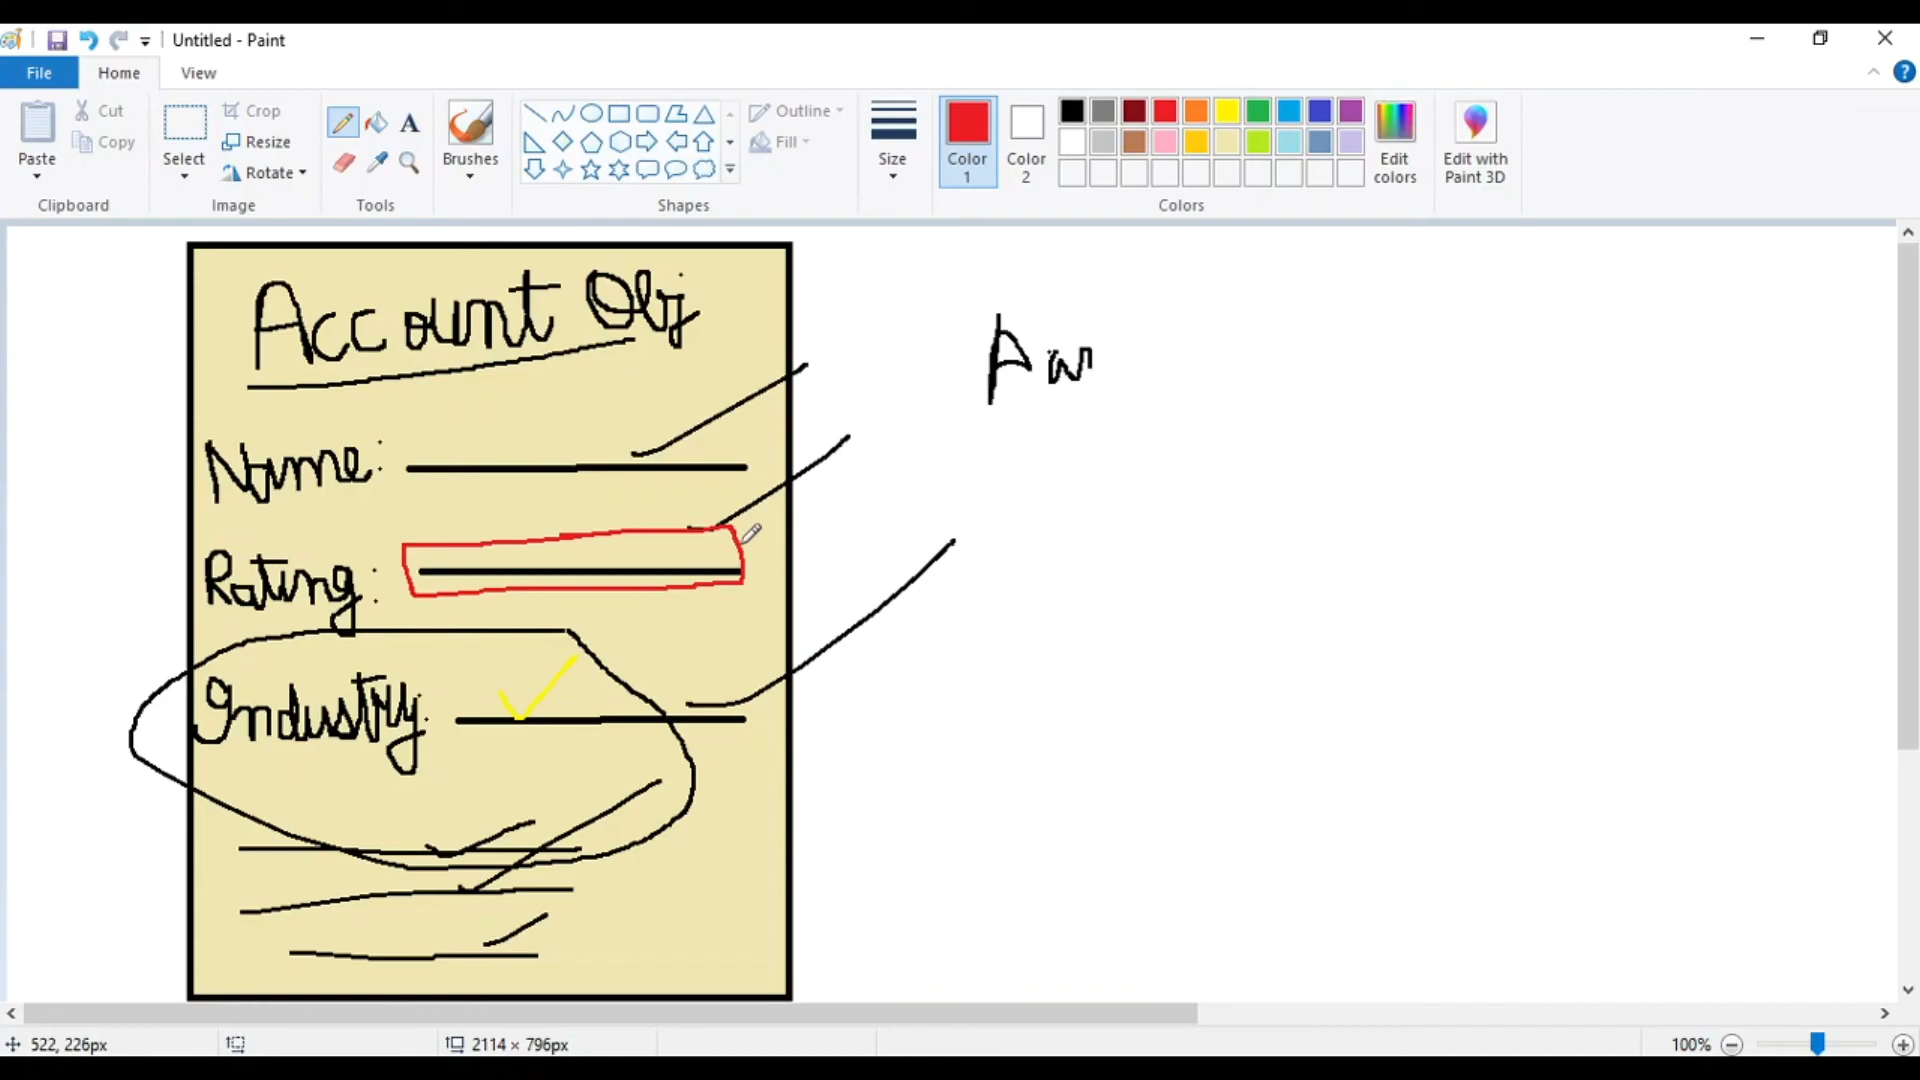 Untitled - Paint
File
Home
View
Paste
Cut
Copy
Clipboard
Select
Crop
Resize
Rotate
Image
A
Tools
Brushes
Outline
Fill
Shapes
Size
Color 1
Color 2
Edit colors
Colors
Edit with Paint 3D
Account Obj
Name:
Rating:
Industry:
522, 226px
2114 × 796px
100%